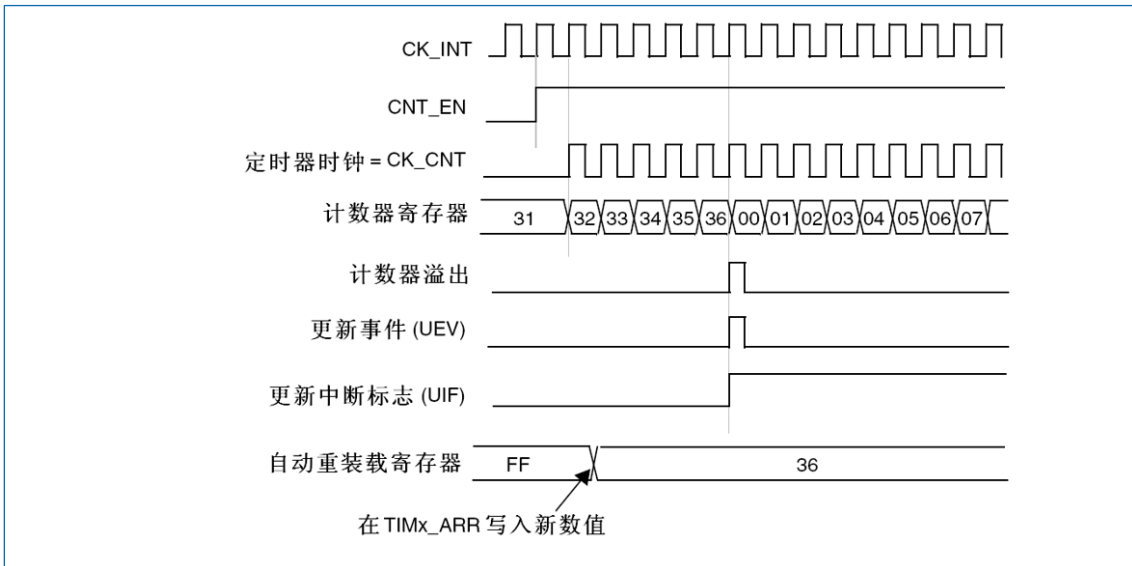 CK_INT
CNT_EN
定时器时钟 = CK_CNT
计数器寄存器 31 32 33 34 35 36 00 01 02 03 04 05 06 07
计数器溢出
更新事件 (UEV)
更新中断标志 (UIF)
自动重装载寄存器 FF 36
在 TIMx_ARR 写入新数值